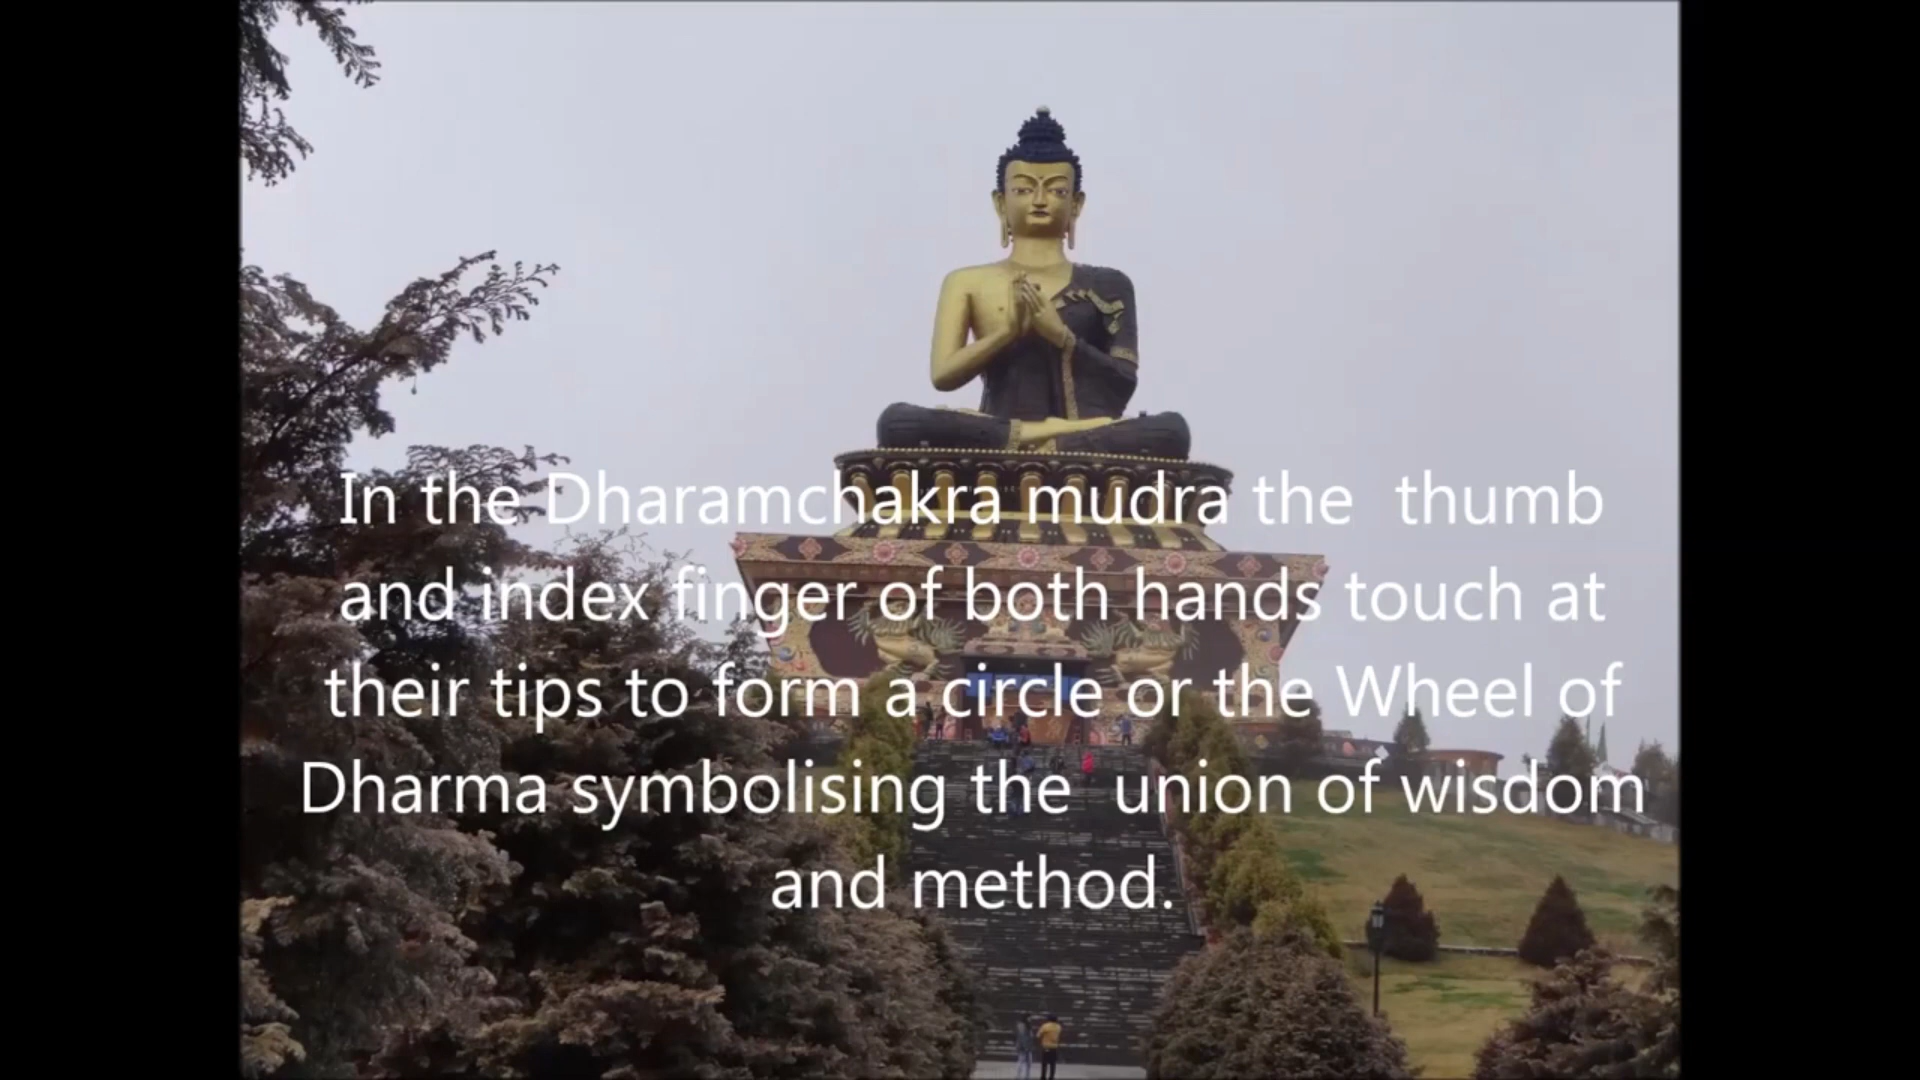 In the Dharamchakra mudra the  thumb
and index finger of both hands touch at
their tips to form a circle or the Wheel of
Dharma symbolising the  union of wisdom
and method.